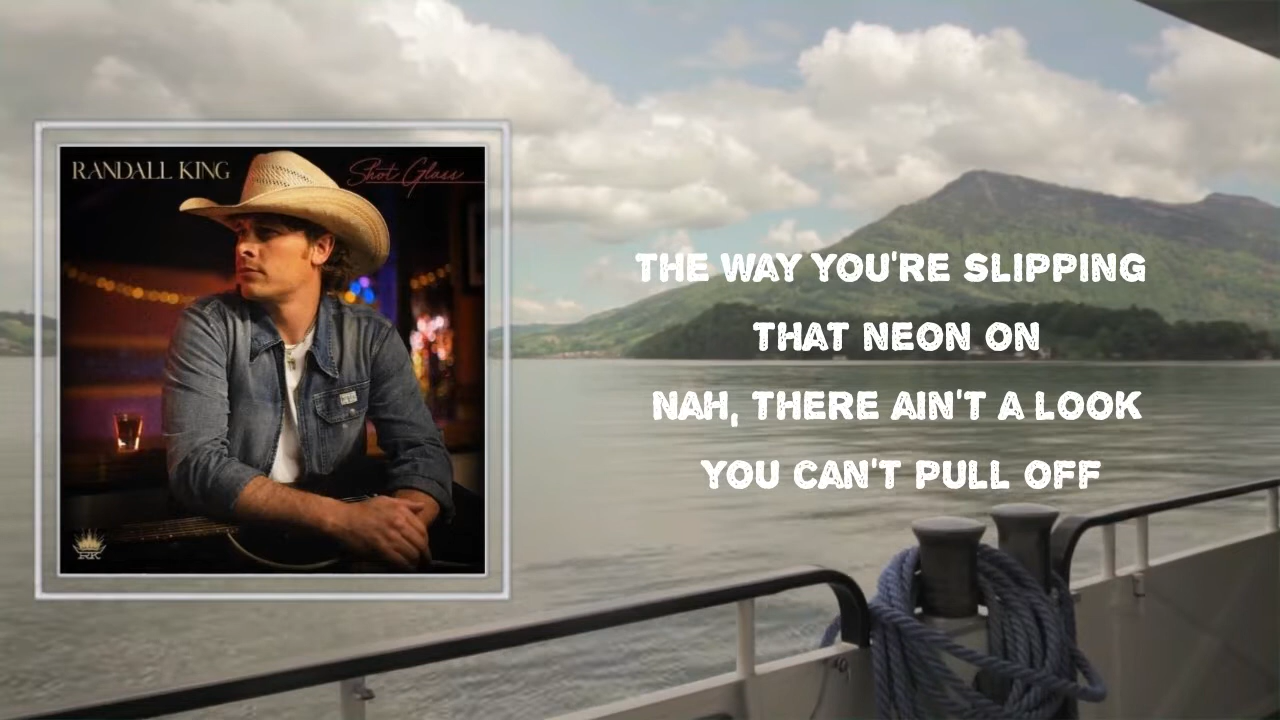 RANDALL KING
Shot Glass
RK
THE WAY YOU'RE SLIPPING
THAT NEON ON
NAH, THERE AIN'T A LOOK
YOU CAN'T PULL OFF